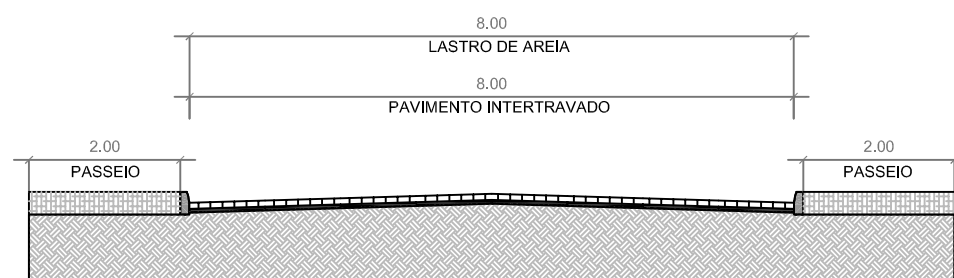 8.00
LASTRO DE AREIA
8.00
PAVIMENTO INTERTRAVADO
2.00
PASSEIO
2.00
PASSEIO